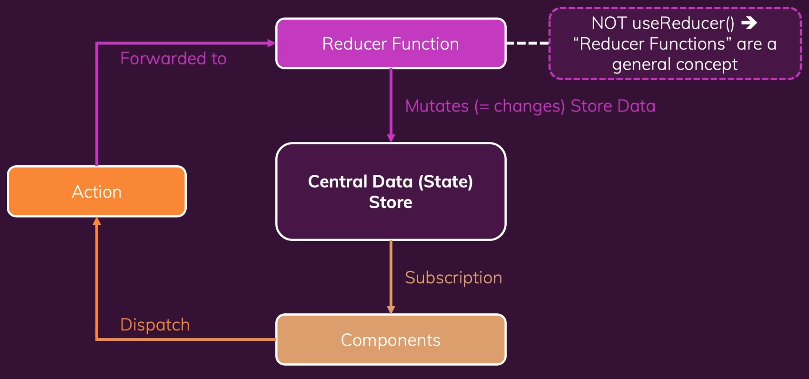 Reducer Function
NOT useReducer() ➔
“Reducer Functions” are a
general concept
Forwarded to
Mutates (= changes) Store Data
Action
Central Data (State)
Store
Subscription
Dispatch
Components